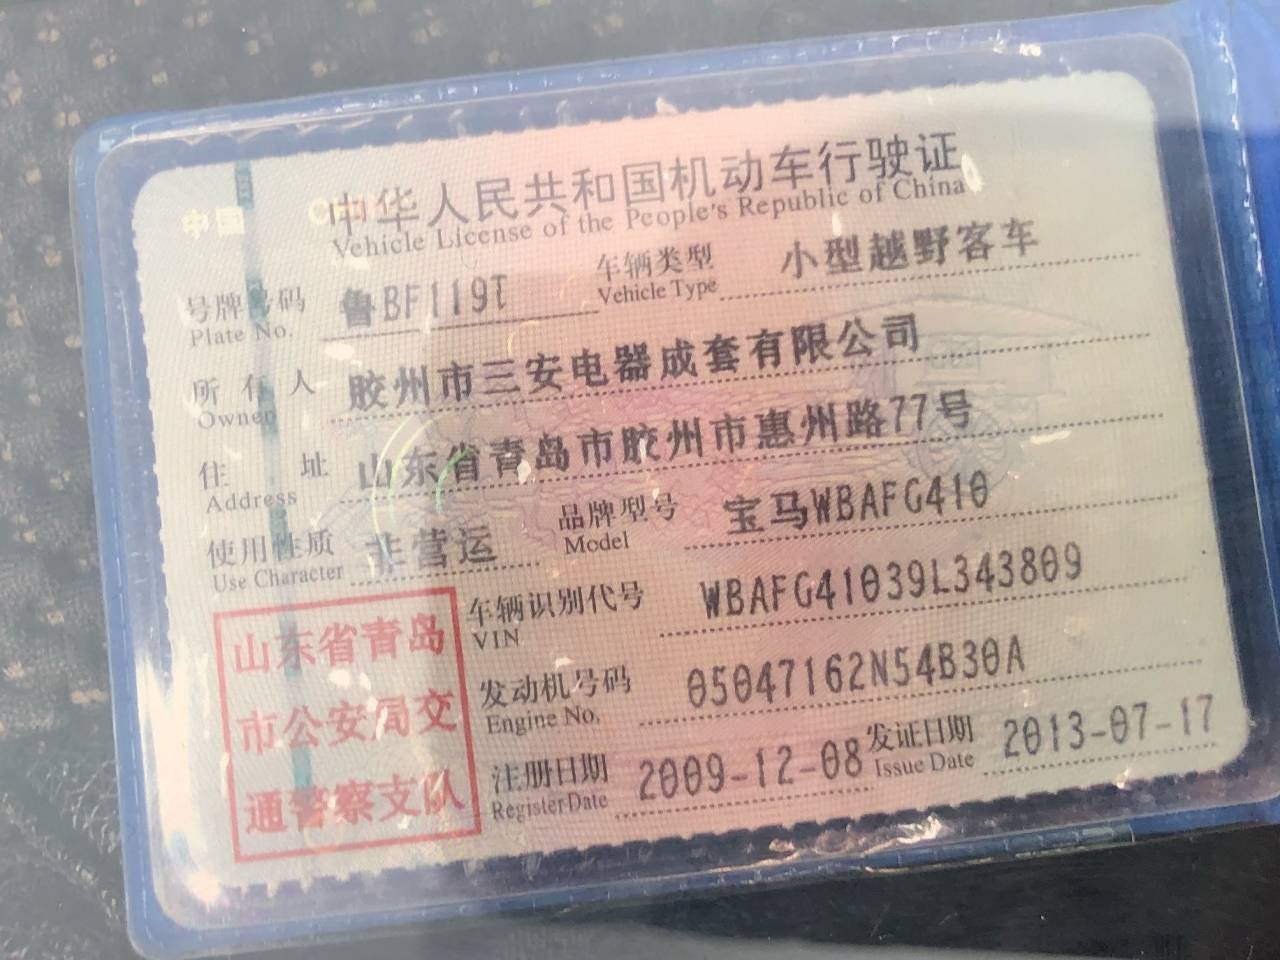 中国
中华人民共和国机动车行驶证
Vehicle License of the People's Republic of China
号牌号码 鲁BF119T 车辆类型 小型越野客车
Plate No. Vehicle Type
所有人 胶州市三安电器成套有限公司
Owner
住址 山东省青岛市胶州市惠州路77号
Address
使用性质 非营运 品牌型号 宝马WBAFG410
Use Character Model
车辆识别代号 WBAFG41039L343809
VIN
发动机号码 05047162N54B30A
Engine No.
注册日期 2009-12-08 发证日期 2013-07-17
Register Date Issue Date
山东省青岛
市公安局交
通警察支队